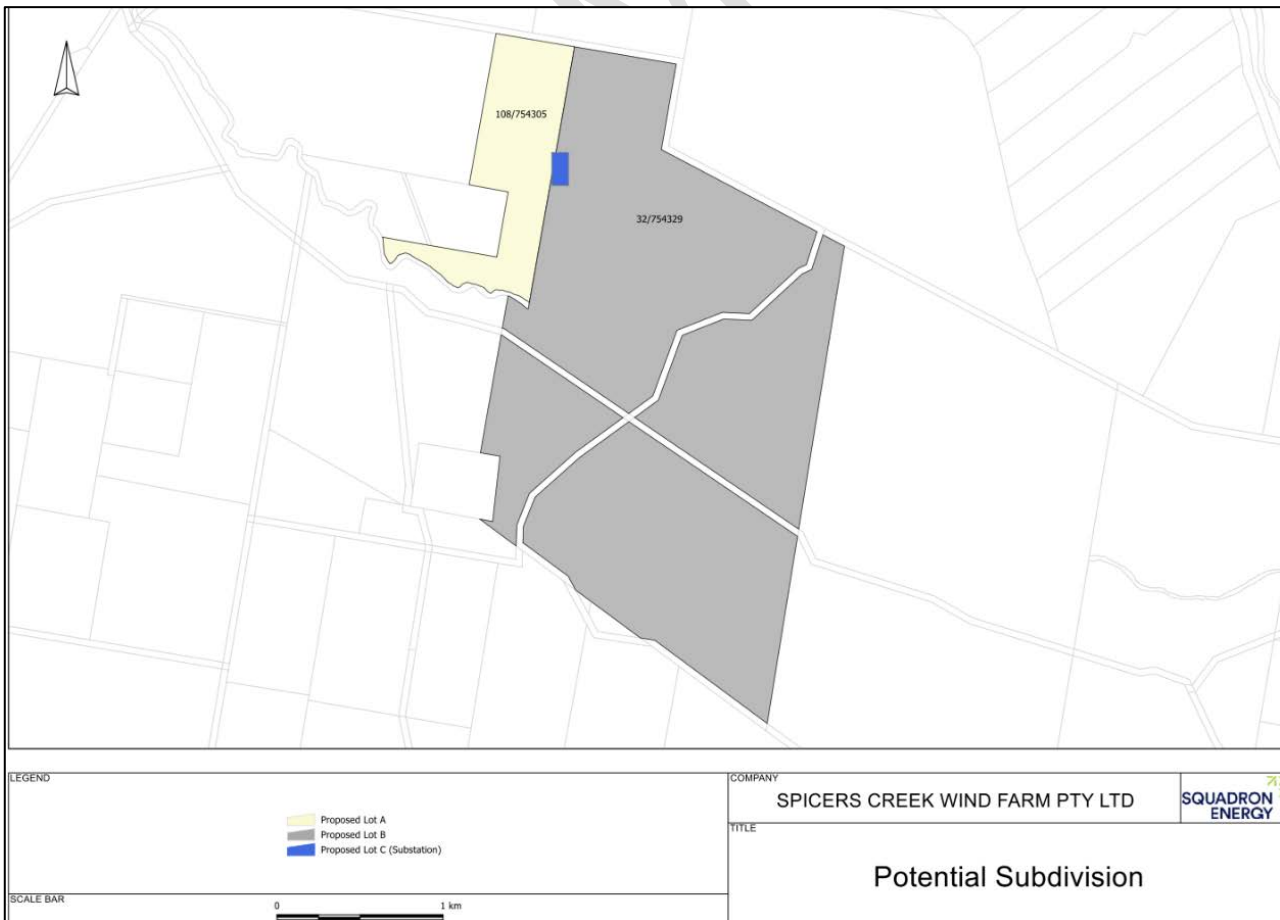 108/754305
32/754329
LEGEND
Proposed Lot A
Proposed Lot B
Proposed Lot C (Substation)
SCALE BAR
0 1 km
COMPANY
SPICERS CREEK WIND FARM PTY LTD
SQUADRON
ENERGY
TITLE
Potential Subdivision